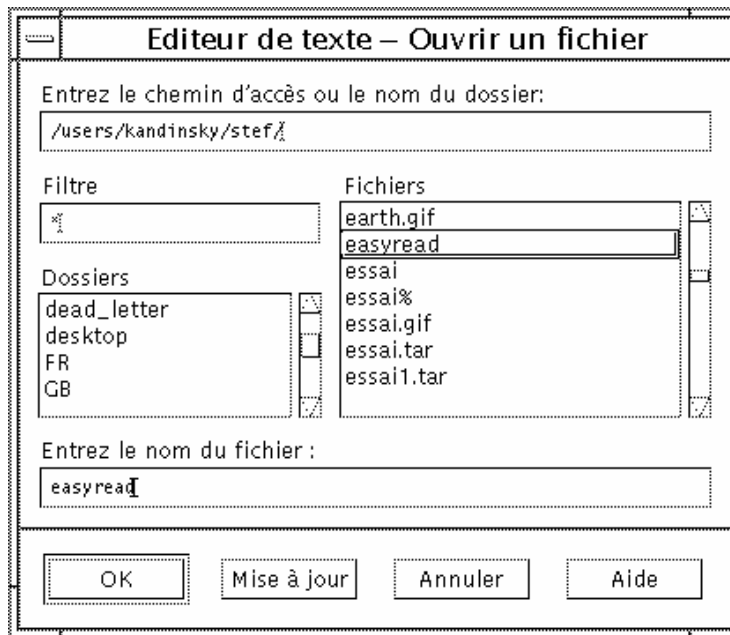 Editeur de texte – Ouvrir un fichier
Entrez le chemin d'accès ou le nom du dossier:
/users/kandinsky/stef/
Filtre
*
Dossiers
dead_letter
desktop
FR
GB
Fichiers
earth.gif
easyread
essai
essai%
essai.gif
essai.tar
essai1.tar
Entrez le nom du fichier :
easyread
OK
Mise à jour
Annuler
Aide